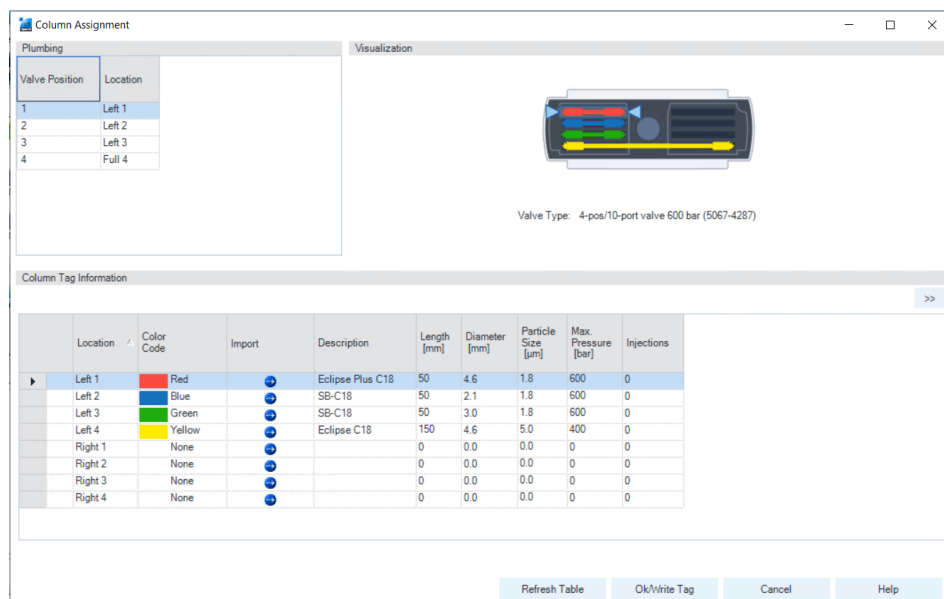 Column Assignment
Plumbing
Valve Position Location
1 Left 1
2 Left 2
3 Left 3
4 Full 4
Visualization
Valve Type: 4-pos/10-port valve 600 bar (5067-4287)
Column Tag Information
>>
Location Color Code Import Description Length [mm] Diameter [mm] Particle Size [µm] Max. Pressure [bar] Injections
Left 1 Red Eclipse Plus C18 50 4.6 1.8 600 0
Left 2 Blue SB-C18 50 2.1 1.8 600 0
Left 3 Green SB-C18 50 3.0 1.8 600 0
Left 4 Yellow Eclipse C18 150 4.6 5.0 400 0
Right 1 None 0 0.0 0.0 0 0
Right 2 None 0 0.0 0.0 0 0
Right 3 None 0 0.0 0.0 0 0
Right 4 None 0 0.0 0.0 0 0
Refresh Table Ok/Write Tag Cancel Help